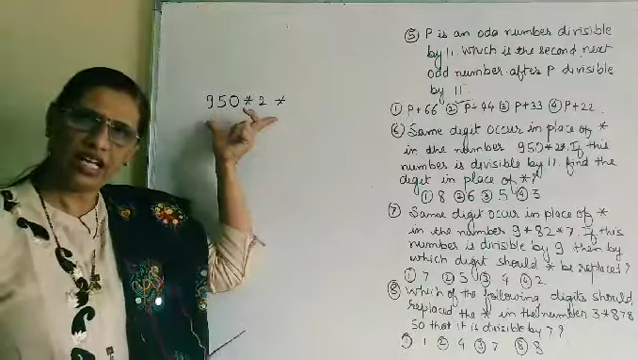 950*2 *
⑤ P is an odd number divisible
by 11. which is the second next
odd number after P divisible
by 11
① P+66 ② P+44 ③ P+33 ④ P+22
⑥ Same digit occur in place of *
in the number 950*2*. If this
number is divisible by 11. find the
digit in place of *?
① 8 ② 6 ③ 5 ④ 3
⑦ Same digit occur in place of *
in the number 9*82*7. If this
number is divisible by 9 then by
which digit should * be replaced?
① 7 ② 5 ③ 4 ④ 2
⑧ Which of the following digits should
replaced the * in the number 3*878
So that it is divisible by 7?
① 1 ② 4 ③ 7 8